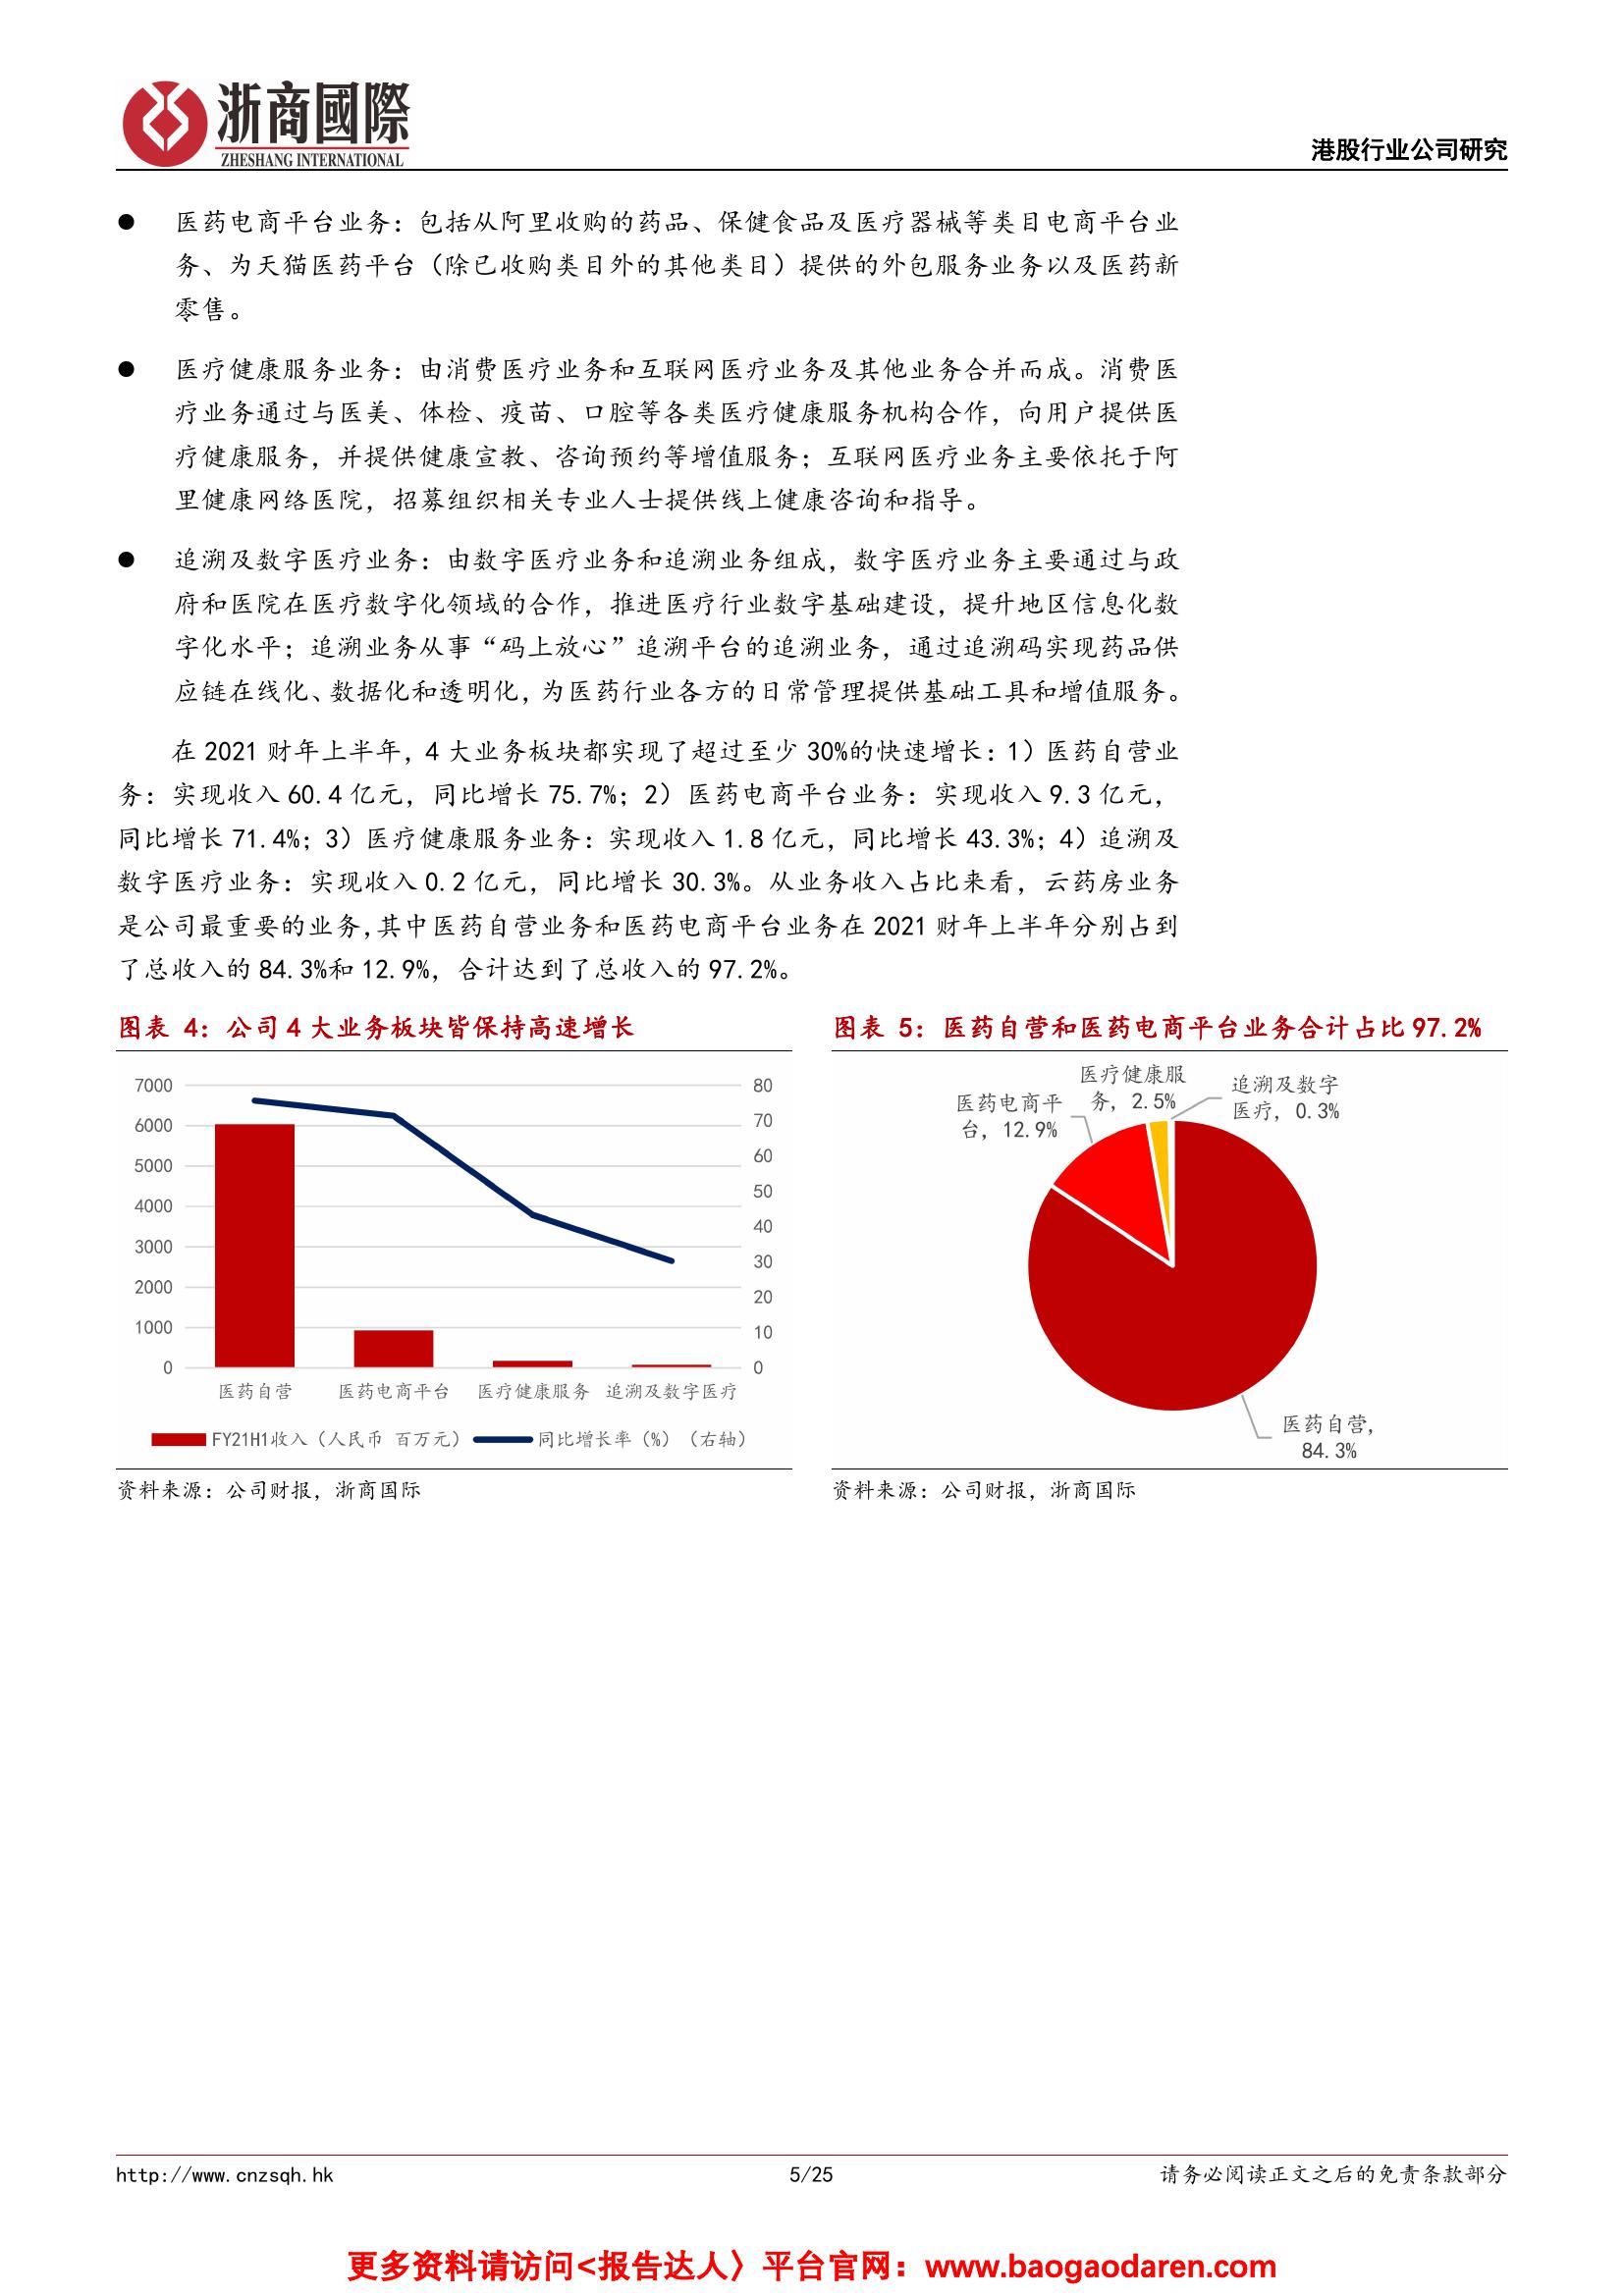 浙商國際
ZHESHANG INTERNATIONAL
港股行业公司研究
● 医药电商平台业务：包括从阿里收购的药品、保健食品及医疗器械等类目电商平台业
务、为天猫医药平台（除已收购类目外的其他类目）提供的外包服务业务以及医药新
零售。
● 医疗健康服务业务：由消费医疗业务和互联网医疗业务及其他业务合并而成。消费医
疗业务通过与医美、体检、疫苗、口腔等各类医疗健康服务机构合作，向用户提供医
疗健康服务，并提供健康宣教、咨询预约等增值服务；互联网医疗业务主要依托于阿
里健康网络医院，招募组织相关专业人士提供线上健康咨询和指导。
● 追溯及数字医疗业务：由数字医疗业务和追溯业务组成，数字医疗业务主要通过与政
府和医院在医疗数字化领域的合作，推进医疗行业数字基础建设，提升地区信息化数
字化水平；追溯业务从事“码上放心”追溯平台的追溯业务，通过追溯码实现药品供
应链在线化、数据化和透明化，为医药行业各方的日常管理提供基础工具和增值服务。
在 2021 财年上半年，4 大业务板块都实现了超过至少 30%的快速增长：1）医药自营业
务：实现收入 60.4 亿元，同比增长 75.7%；2）医药电商平台业务：实现收入 9.3 亿元，
同比增长 71.4%；3）医疗健康服务业务：实现收入 1.8 亿元，同比增长 43.3%；4）追溯及
数字医疗业务：实现收入 0.2 亿元，同比增长 30.3%。从业务收入占比来看，云药房业务
是公司最重要的业务，其中医药自营业务和医药电商平台业务在 2021 财年上半年分别占到
了总收入的 84.3%和 12.9%，合计达到了总收入的 97.2%。
图表 4：公司 4 大业务板块皆保持高速增长
7000
6000
5000
4000
3000
2000
1000
0
80
70
60
50
40
30
20
10
0
医药自营 医药电商平台 医疗健康服务 追溯及数字医疗
FY21H1收入（人民币 百万元） 同比增长率（%）（右轴）
资料来源：公司财报，浙商国际
图表 5：医药自营和医药电商平台业务合计占比 97.2%
医药电商平
台，12.9%
医疗健康服
务，2.5%
追溯及数字
医疗，0.3%
医药自营，
84.3%
资料来源：公司财报，浙商国际
http://www.cnzsqh.hk 5/25 请务必阅读正文之后的免责条款部分
更多资料请访问<报告达人〉平台官网：www.baogaodaren.com